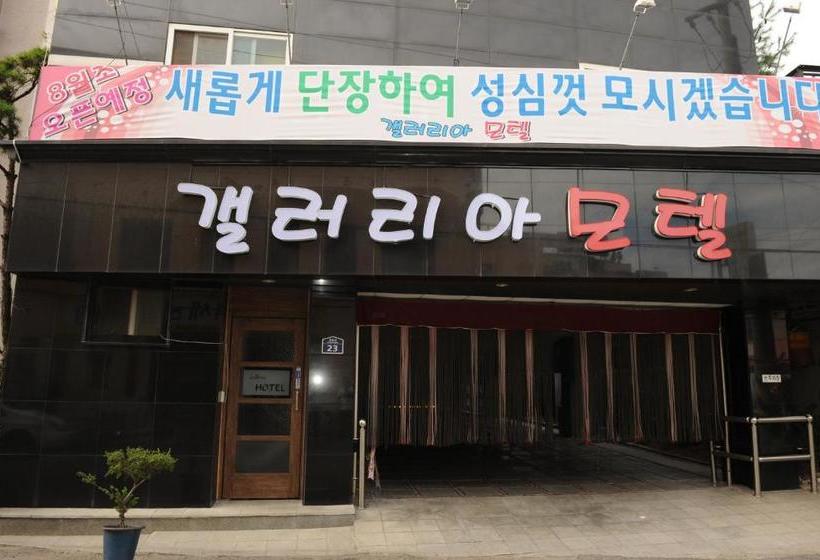 8월초
오픈예정
새롭게 단장하여 성심껏 모시겠습니다
갤러리아 모텔
갤러리아 모텔
23
HOTEL